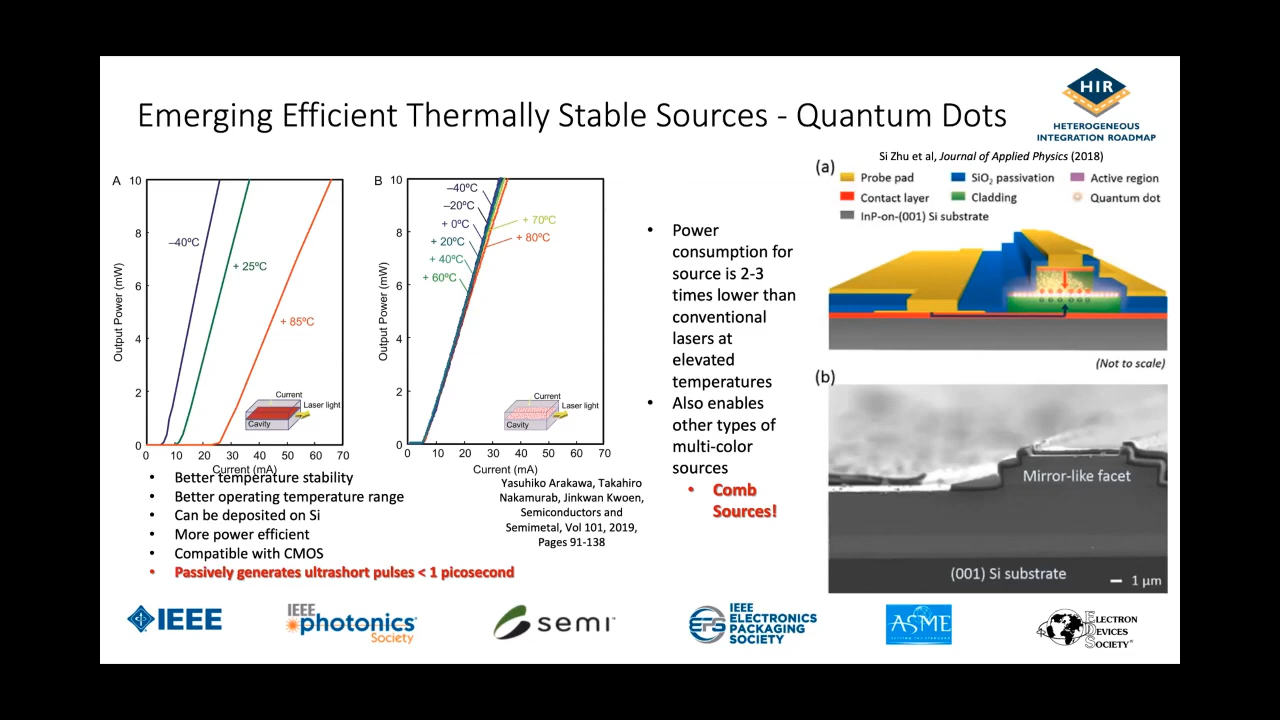 Emerging Efficient Thermally Stable Sources - Quantum Dots
HIR
HETEROGENEOUS
INTEGRATION ROADMAP
A
10
8
6
4
2
0
Output Power (mW)
–40ºC
+ 25ºC
+ 85ºC
Current
Laser light
Cavity
0
10
20
30
40
50
60
70
Current (mA)
B
10
8
6
4
2
0
Output Power (mW)
–40ºC
–20ºC
+ 0ºC
+ 20ºC
+ 40ºC
+ 60ºC
+ 70ºC
+ 80ºC
Current
Laser light
Cavity
0
10
20
30
40
50
60
70
Current (mA)
• Better temperature stability
• Better operating temperature range
• Can be deposited on Si
• More power efficient
• Compatible with CMOS
• Passively generates ultrashort pulses < 1 picosecond
Yasuhiko Arakawa, Takahiro
Nakamurab, Jinkwan Kwoen,
Semiconductors and
Semimetal, Vol 101, 2019,
Pages 91-138
• Power
consumption for
source is 2-3
times lower than
conventional
lasers at
elevated
temperatures
• Also enables
other types of
multi-color
sources
• Comb
Sources!
Si Zhu et al, Journal of Applied Physics (2018)
(a)
Probe pad
SiO₂ passivation
Active region
Contact layer
Cladding
Quantum dot
InP-on-(001) Si substrate
(Not to scale)
(b)
Mirror-like facet
(001) Si substrate
1 μm
IEEE
IEEE
photonics
Society
semi
EPS
IEEE
ELECTRONICS
PACKAGING
SOCIETY
ASME
ELECTRON
DEVICES
SOCIETY®